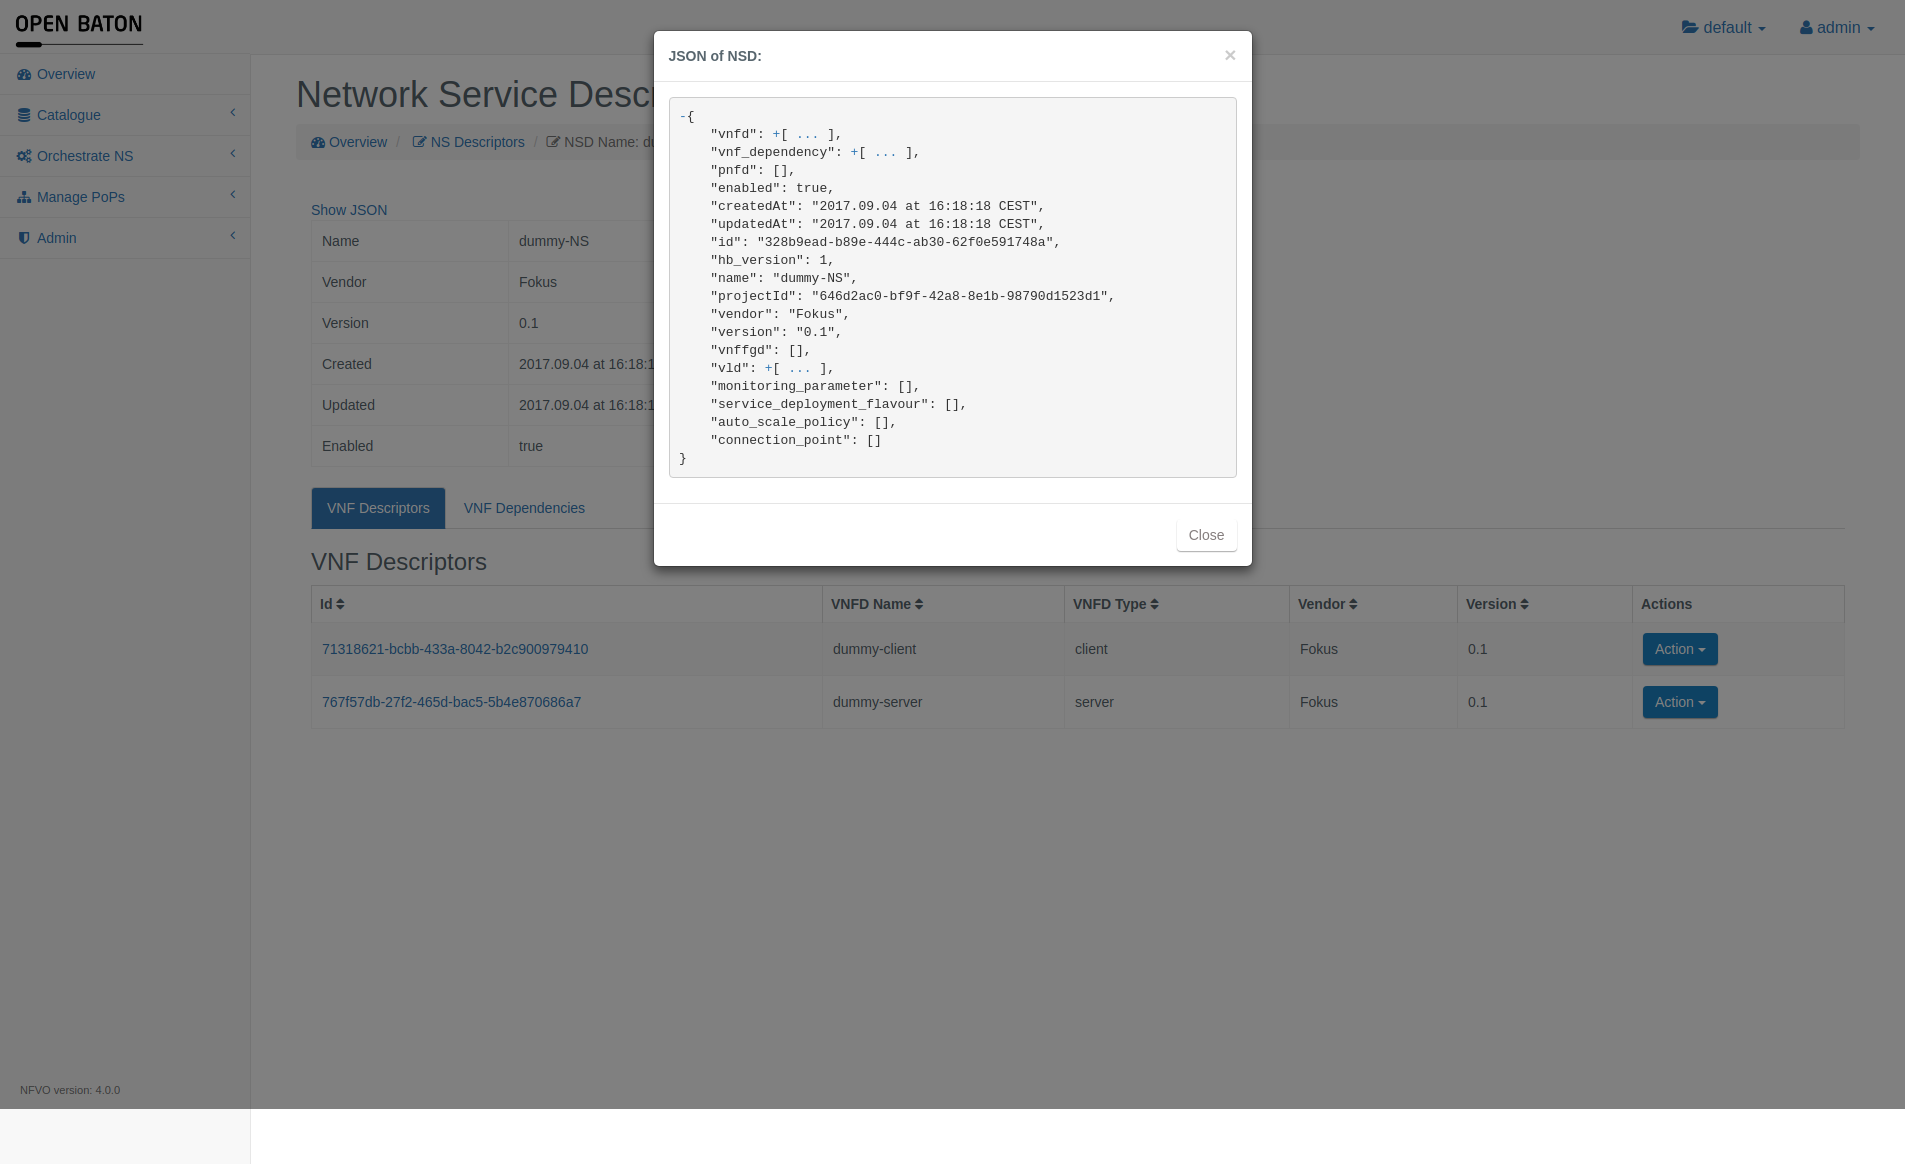 OPEN BATON
default
admin
Overview
Catalogue
Orchestrate NS
Manage PoPs
Admin
NFVO version: 4.0.0
Network Service Descr
Overview / NS Descriptors / NSD Name: du
Show JSON
Name dummy-NS
Vendor Fokus
Version 0.1
Created 2017.09.04 at 16:18:1
Updated 2017.09.04 at 16:18:1
Enabled true
VNF Descriptors VNF Dependencies
VNF Descriptors
Id VNFD Name VNFD Type Vendor Version Actions
71318621-bcbb-433a-8042-b2c900979410 dummy-client client Fokus 0.1 Action
767f57db-27f2-465d-bac5-5b4e870686a7 dummy-server server Fokus 0.1 Action
JSON of NSD: ×
-{
"vnfd": +[ ... ],
"vnf_dependency": +[ ... ],
"pnfd": [],
"enabled": true,
"createdAt": "2017.09.04 at 16:18:18 CEST",
"updatedAt": "2017.09.04 at 16:18:18 CEST",
"id": "328b9ead-b89e-444c-ab30-62f0e591748a",
"hb_version": 1,
"name": "dummy-NS",
"projectId": "646d2ac0-bf9f-42a8-8e1b-98790d1523d1",
"vendor": "Fokus",
"version": "0.1",
"vnffgd": [],
"vld": +[ ... ],
"monitoring_parameter": [],
"service_deployment_flavour": [],
"auto_scale_policy": [],
"connection_point": []
}
Close